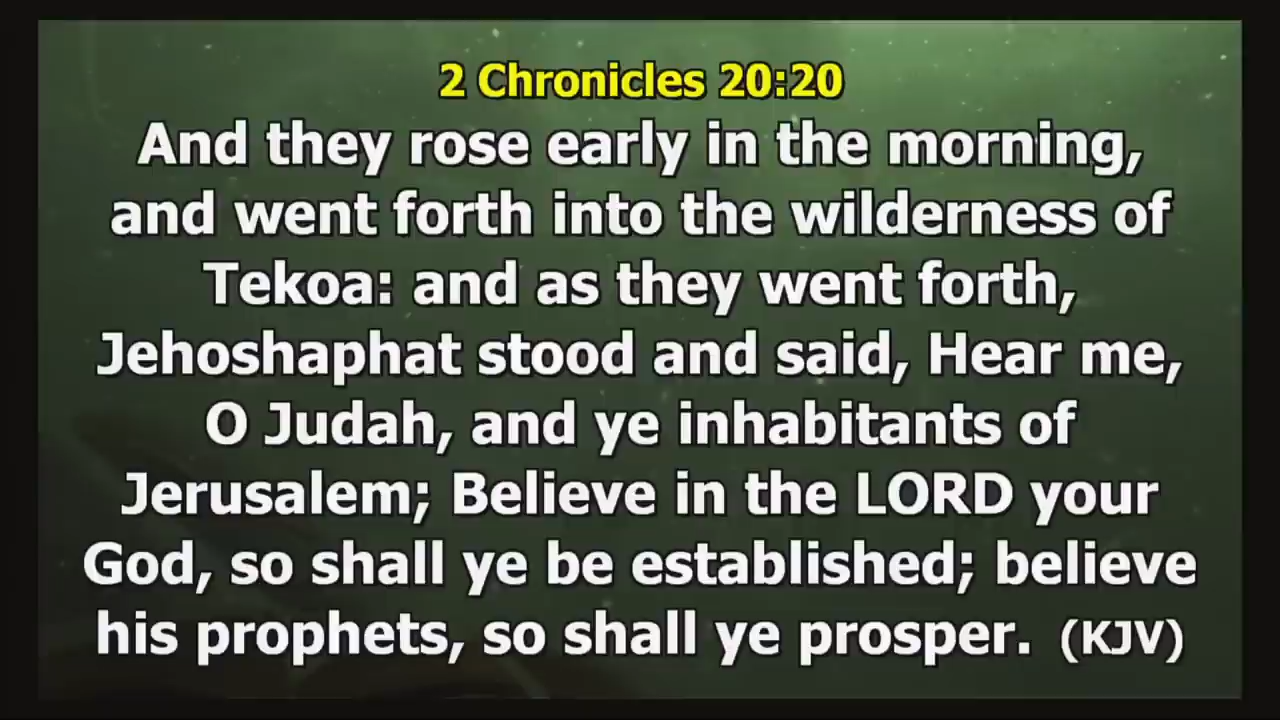 2 Chronicles 20:20
And they rose early in the morning,
and went forth into the wilderness of
Tekoa: and as they went forth,
Jehoshaphat stood and said, Hear me,
O Judah, and ye inhabitants of
Jerusalem; Believe in the LORD your
God, so shall ye be established; believe
his prophets, so shall ye prosper. (KJV)